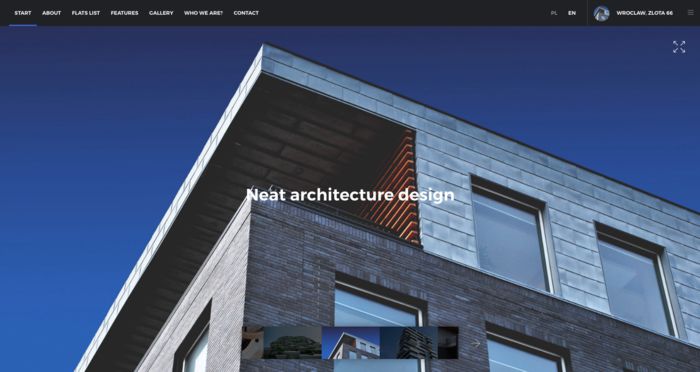 START ABOUT FLATS LIST FEATURES GALLERY WHO WE ARE? CONTACT PL EN WROCLAW, ZLOTA 66
Neat architecture design